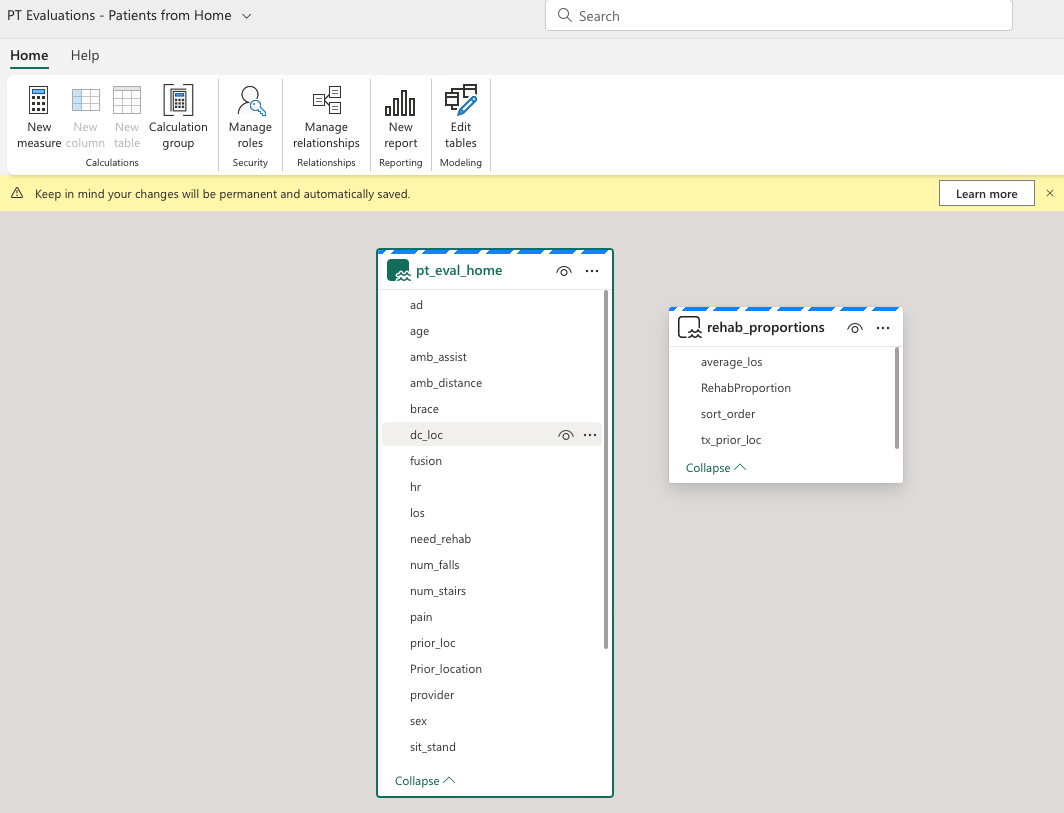 PT Evaluations - Patients from Home
Search
Home
Help
New measure
New column
New table
Calculation group
Calculations
Manage roles
Security
Manage relationships
Relationships
New report
Reporting
Edit tables
Modeling
Keep in mind your changes will be permanent and automatically saved.
Learn more
pt_eval_home
ad
age
amb_assist
amb_distance
brace
dc_loc
fusion
hr
los
need_rehab
num_falls
num_stairs
pain
prior_loc
Prior_location
provider
sex
sit_stand
Collapse
rehab_proportions
average_los
RehabProportion
sort_order
tx_prior_loc
Collapse